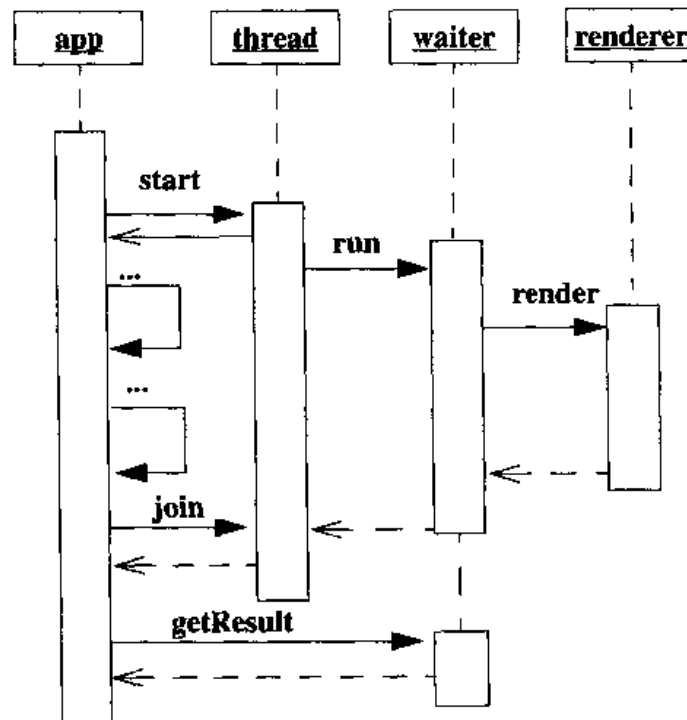 app
thread
waiter
renderer
start
run
...
render
...
join
getResult